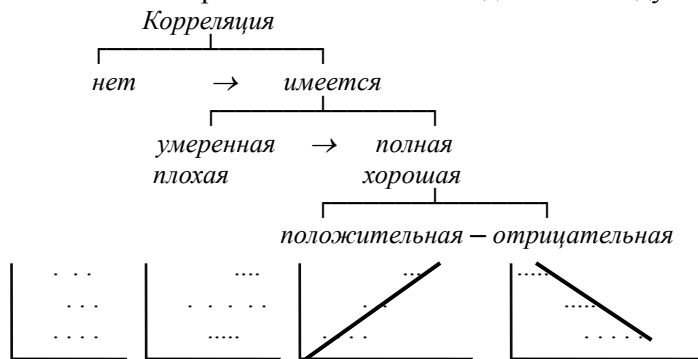 Корреляция
нет → имеется
умеренная → полная
плохая хорошая
положительная – отрицательная